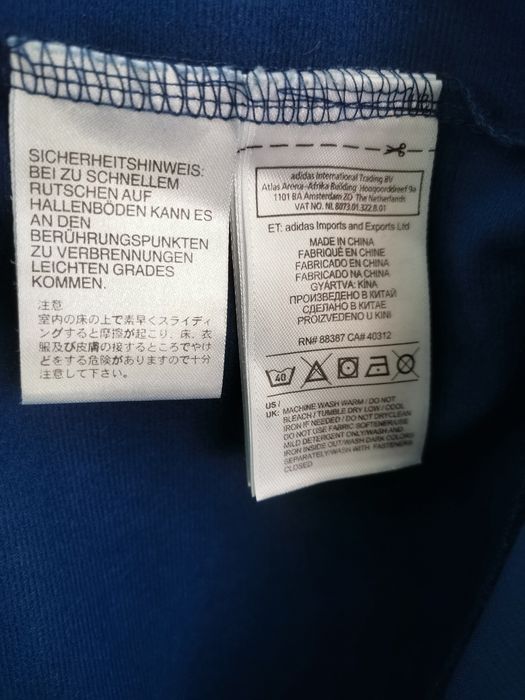 SICHERHEITSHINWEIS:
BEI ZU SCHNELLEM
RUTSCHEN AUF
HALLENBÖDEN KANN ES
AN DEN
BERÜHRUNGSPUNKTEN
ZU VERBRENNUNGEN
LEICHTEN GRADES
KOMMEN.
注意
室内の床の上で素早くスライディ
ングすると摩擦が起こり、床、衣
服及び皮膚の接するところでやけ
どをする危険がありますので十分
注意して下さい。
adidas International Trading BV
Atlas Arena-Afrika Building Hoogoorddreef 9a
1101 BA Amsterdam ZO The Netherlands
VAT NO. NL 8073.01.322.B.01
ET: adidas Imports and Exports Ltd
MADE IN CHINA
FABRIQUÉ EN CHINE
FABRICADO EN CHINA
FABRICADO NA CHINA
GYÁRTVA: KÍNA
ПРОИЗВЕДЕНО В КИТАЙ
СДЕЛАНО В КИТАЕ
PROIZVEDENO U KINI
RN# 88387 CA# 40312
40
US /
UK: MACHINE WASH WARM / DO NOT
BLEACH / TUMBLE DRY LOW / COOL
IRON IF NEEDED / DO NOT DRYCLEAN
DO NOT USE FABRIC SOFTENER/USE
MILD DETERGENT ONLY/WASH AND
IRON INSIDE OUT/WASH DARK COLORS
SEPARATELY/WASH WITH FASTENERS
CLOSED